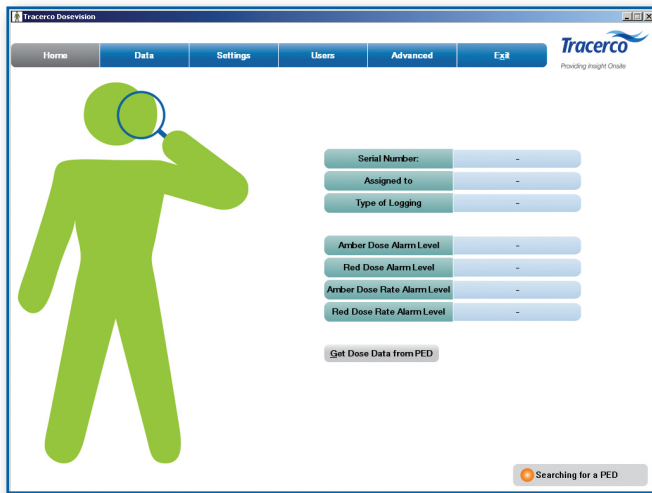 Tracerco Dosevision
Home Data Settings Users Advanced Exit
Tracerco
Providing Insight Onsite
Serial Number: -
Assigned to -
Type of Logging -
Amber Dose Alarm Level -
Red Dose Alarm Level -
Amber Dose Rate Alarm Level -
Red Dose Rate Alarm Level -
Get Dose Data from PED
Searching for a PED